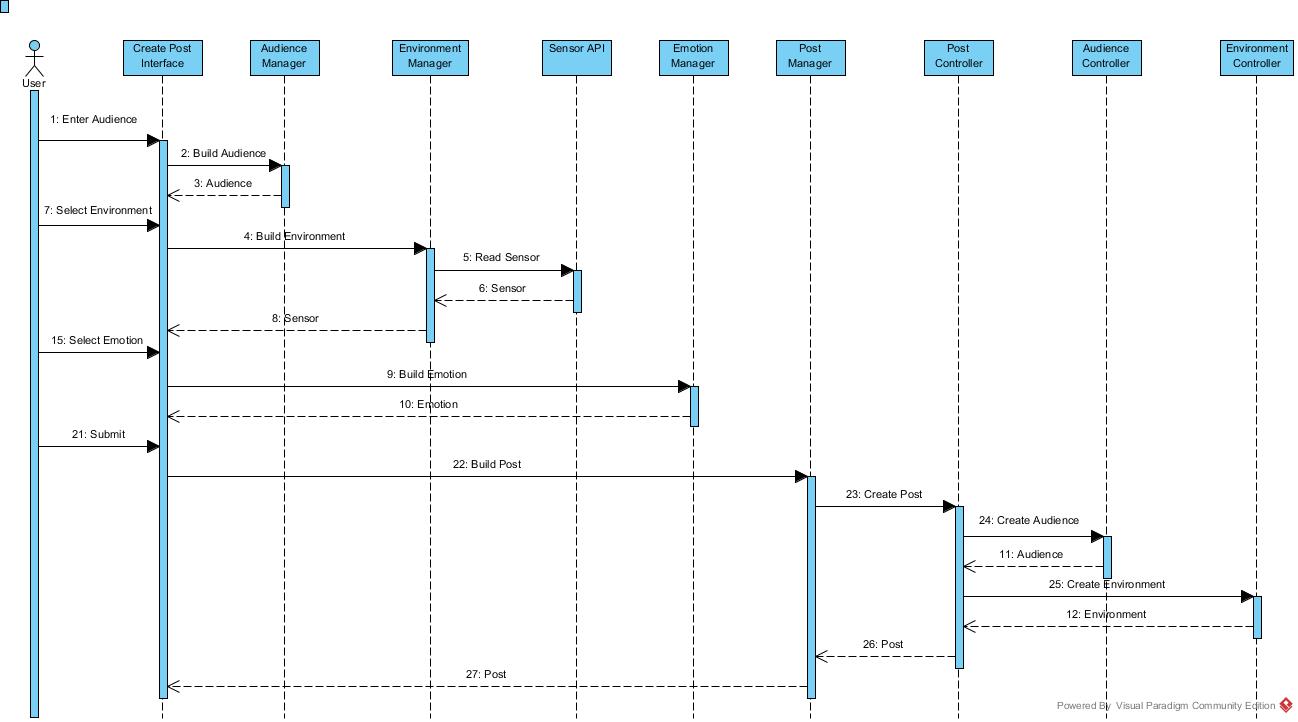 Create Post
Interface
Audience
Manager
Environment
Manager
Sensor API
Emotion
Manager
Post
Manager
Post
Controller
Audience
Controller
Environment
Controller
User
1: Enter Audience
2: Build Audience
3: Audience
7: Select Environment
4: Build Environment
5: Read Sensor
6: Sensor
8: Sensor
15: Select Emotion
9: Build Emotion
10: Emotion
21: Submit
22: Build Post
23: Create Post
24: Create Audience
11: Audience
25: Create Environment
12: Environment
26: Post
27: Post
Powered By Visual Paradigm Community Edition